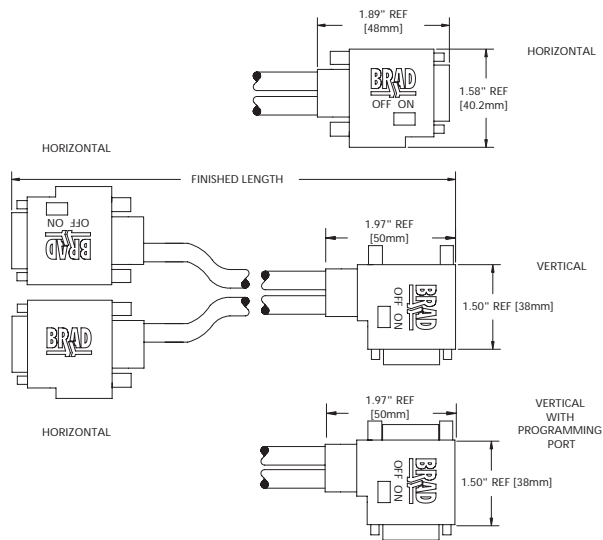 1.89" REF
[48mm]
HORIZONTAL
BRAD
OFF ON
1.58" REF
[40.2mm]
HORIZONTAL
FINISHED LENGTH
OFF ON
BRAD
1.97" REF
[50mm]
VERTICAL
OFF ON
BRAD
1.50" REF [38mm]
BRAD
HORIZONTAL
1.97" REF
[50mm]
VERTICAL
WITH
PROGRAMMING
PORT
OFF ON
BRAD
1.50" REF [38mm]